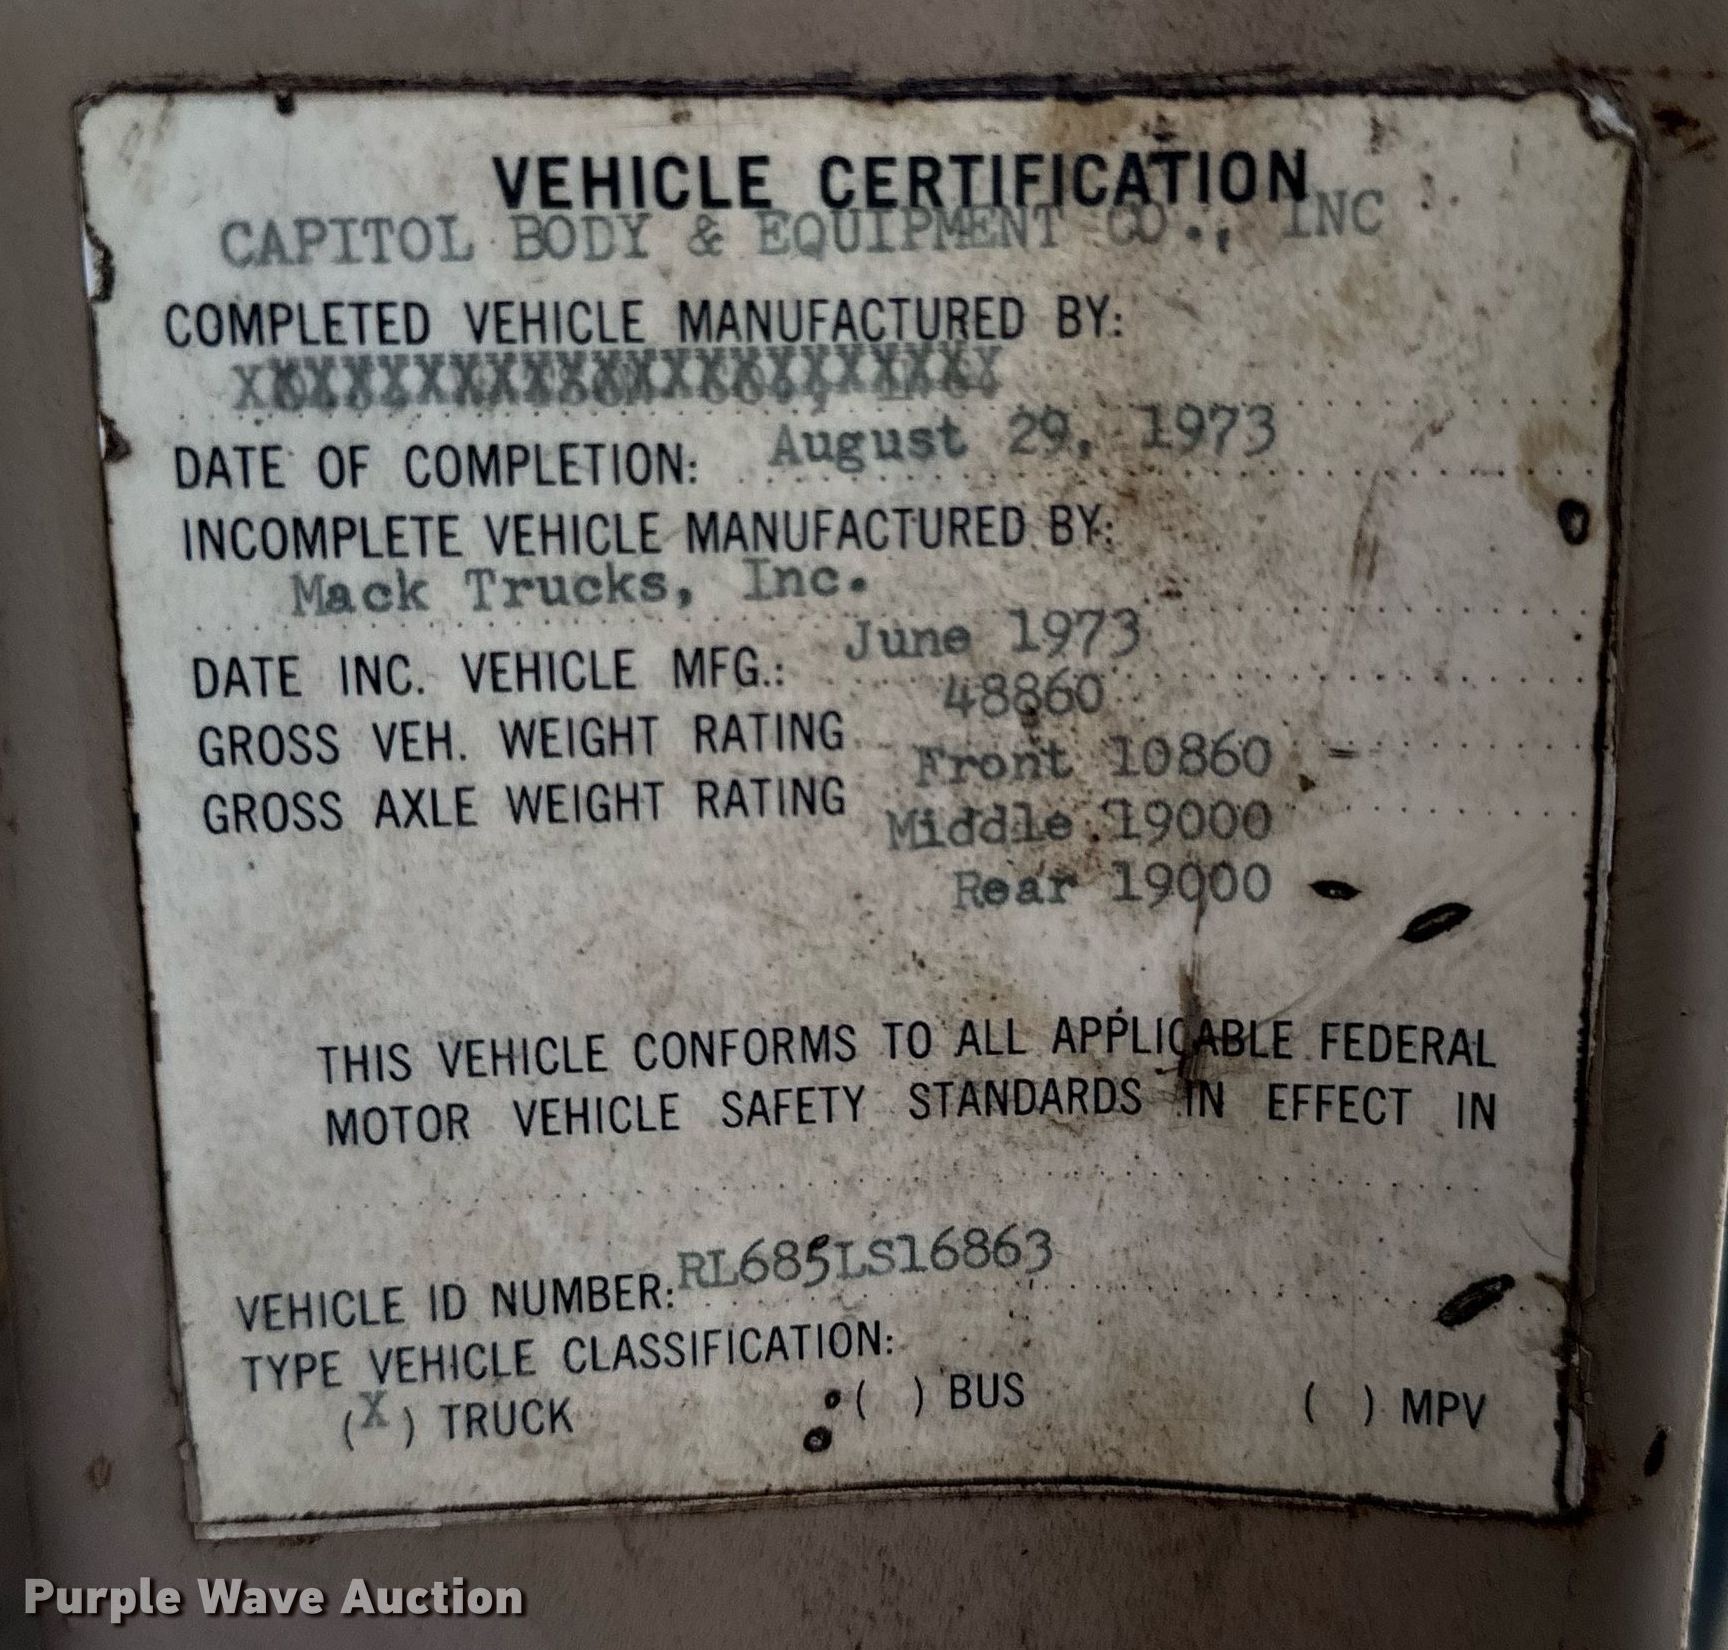 VEHICLE CERTIFICATION
CAPITOL BODY & EQUIPMENT CO., INC
COMPLETED VEHICLE MANUFACTURED BY:
DATE OF COMPLETION: August 29, 1973
INCOMPLETE VEHICLE MANUFACTURED BY:
Mack Trucks, Inc.
DATE INC. VEHICLE MFG.: June 1973
GROSS VEH. WEIGHT RATING 48860
GROSS AXLE WEIGHT RATING Front 10860
Middle 19000
Rear 19000
THIS VEHICLE CONFORMS TO ALL APPLICABLE FEDERAL
MOTOR VEHICLE SAFETY STANDARDS IN EFFECT IN
VEHICLE ID NUMBER: RL685LS16863
TYPE VEHICLE CLASSIFICATION:
(X) TRUCK ( ) BUS ( ) MPV
Purple Wave Auction